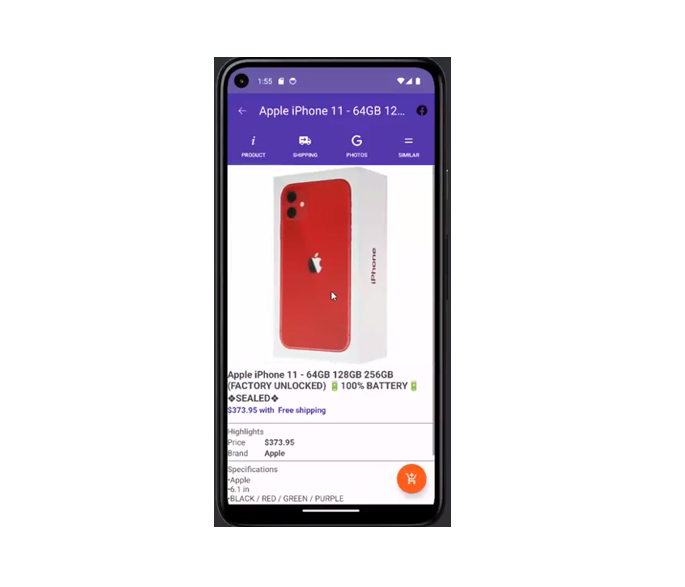 1:55
Apple iPhone 11 - 64GB 12...
PRODUCT
SHIPPING
PHOTOS
SIMILAR
iPhone
Apple iPhone 11 - 64GB 128GB 256GB
(FACTORY UNLOCKED) 🔋100% BATTERY🔋
❖SEALED❖
$373.95 with Free shipping
Highlights
Price $373.95
Brand Apple
Specifications
•Apple
•6.1 in
•BLACK / RED / GREEN / PURPLE